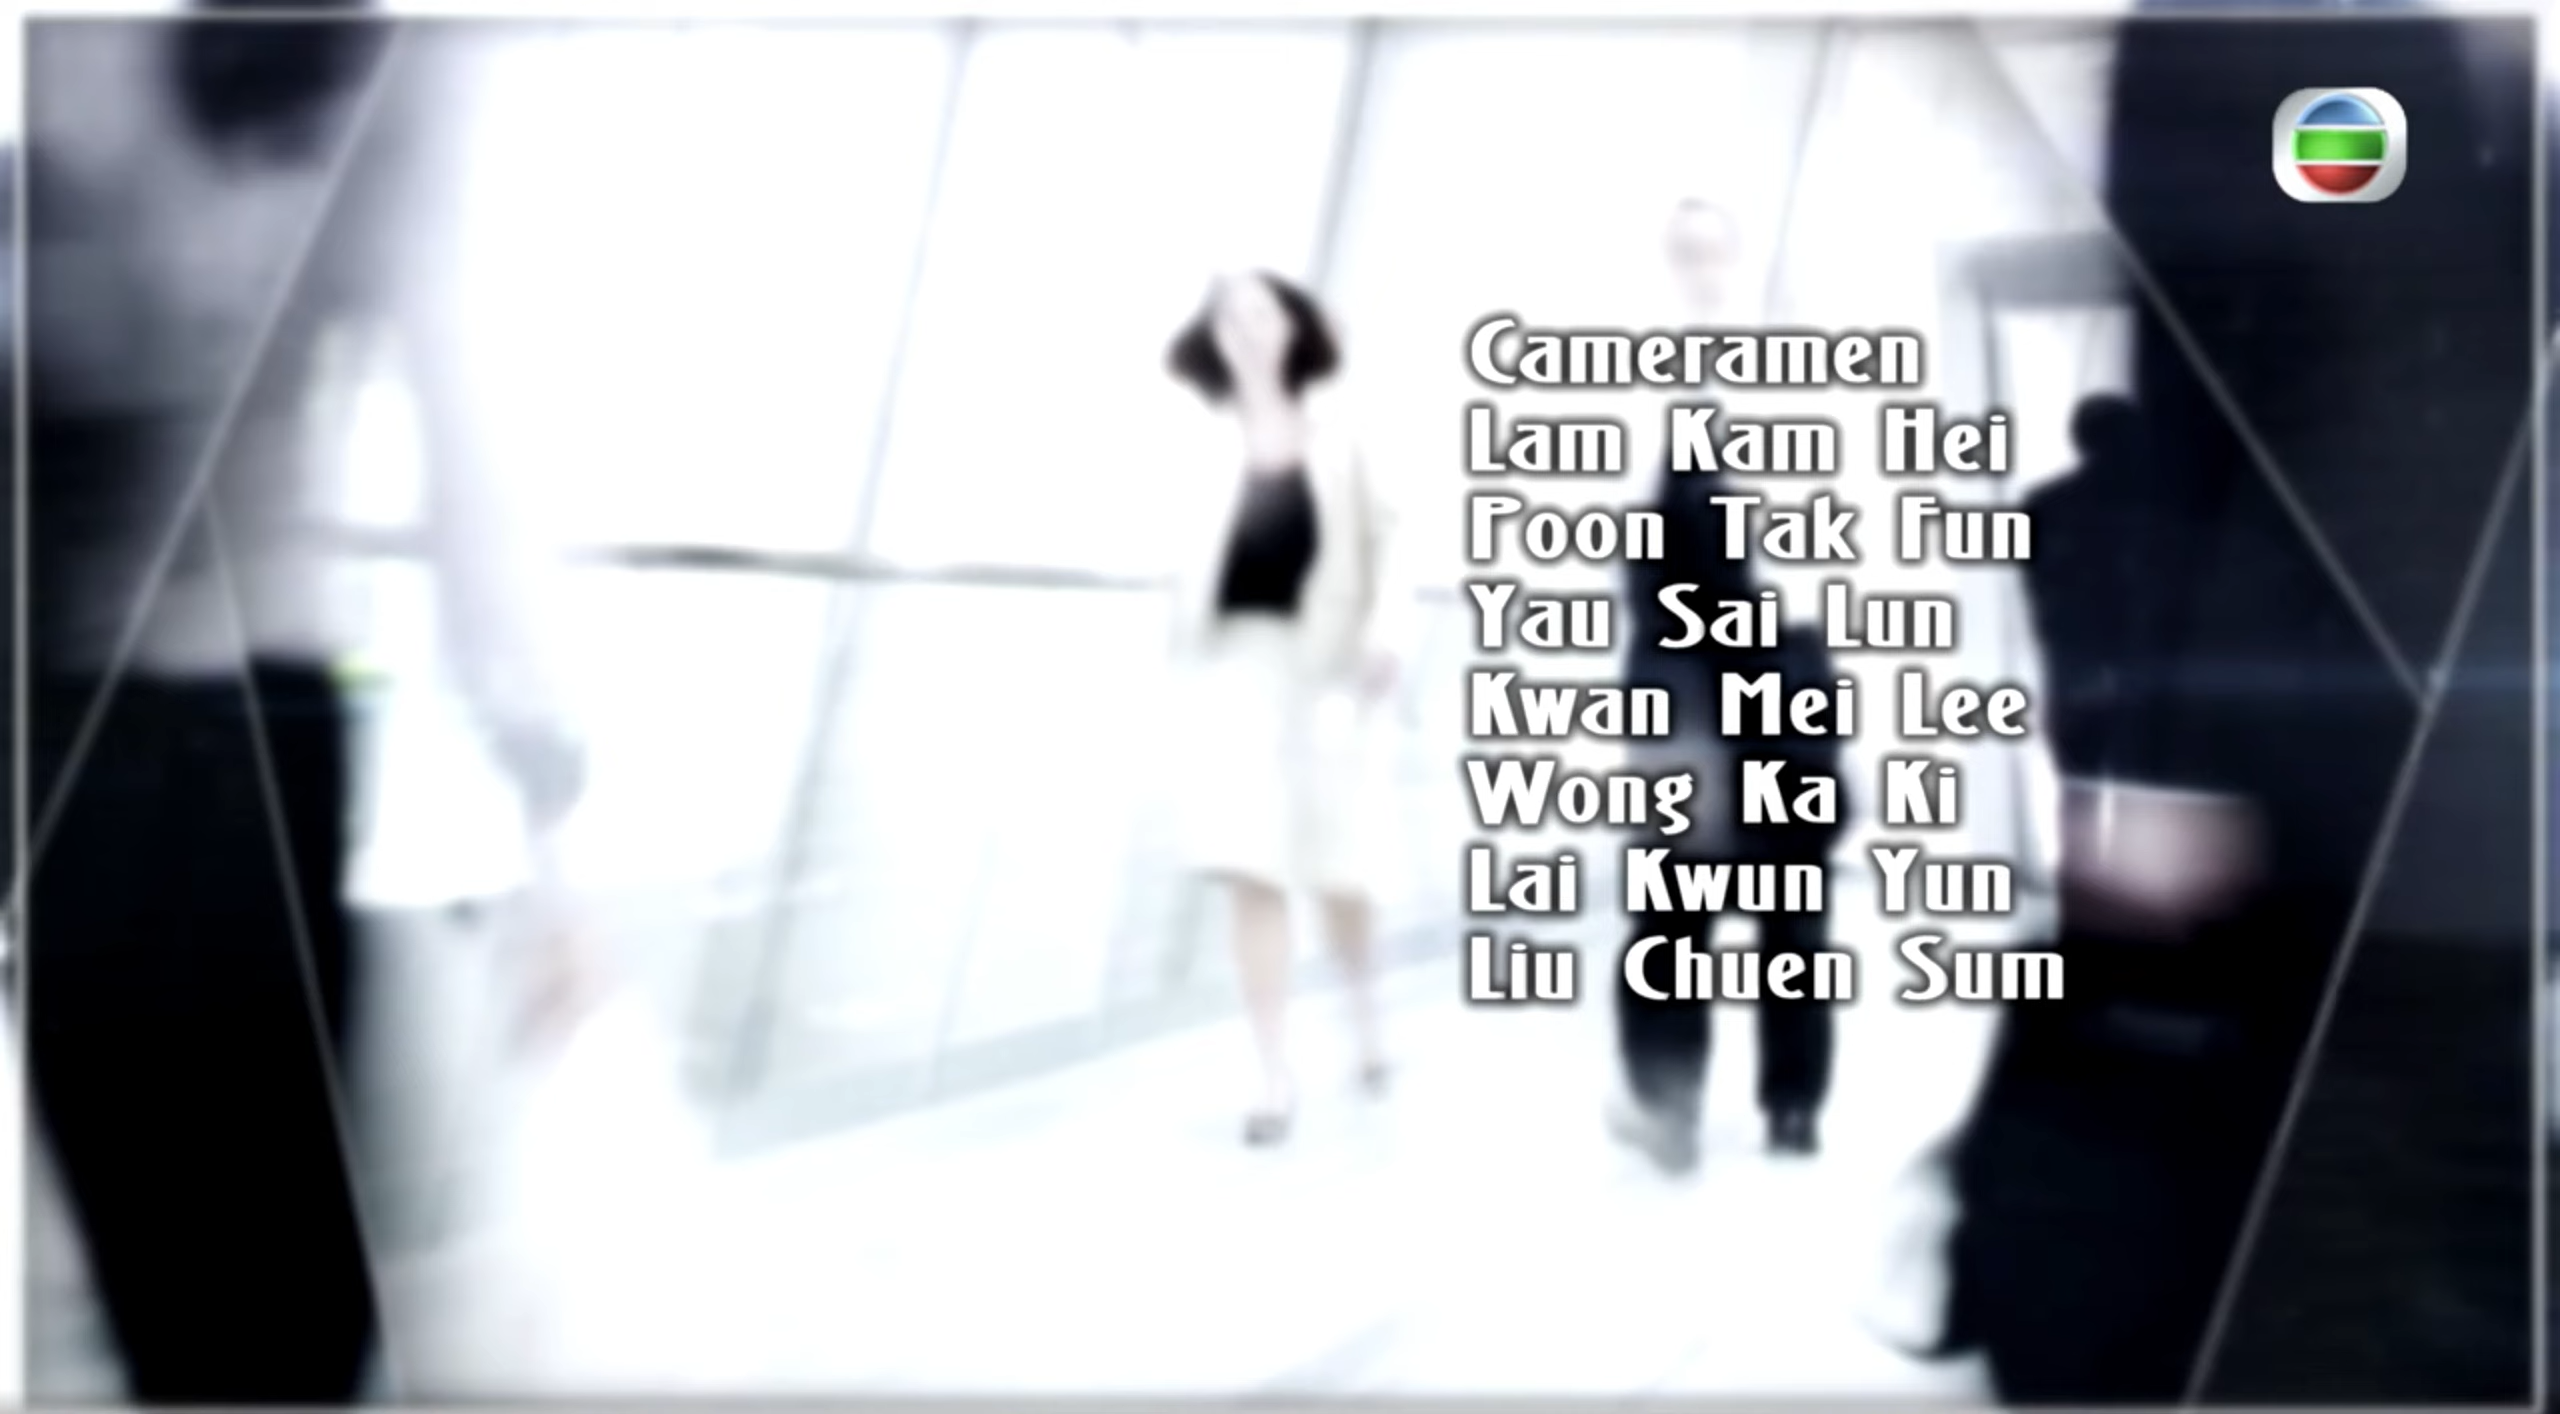 Cameramen
Lam Kam Hei
Poon Tak Fun
Yau Sai Lun
Kwan Mei Lee
Wong Ka Ki
Lai Kwun Yun
Liu Chuen Sum